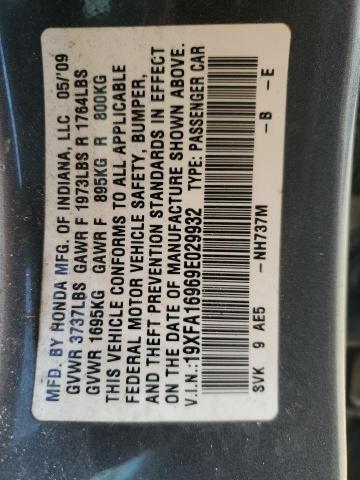 MFD. BY HONDA MFG. OF INDIANA, LLC 05/'09
GVWR 3737LBS GAWR F 1973LBS R 1764LBS
GVWR 1695KG GAWR F 895KG R 800KG
THIS VEHICLE CONFORMS TO ALL APPLICABLE
FEDERAL MOTOR VEHICLE SAFETY, BUMPER,
AND THEFT PREVENTION STANDARDS IN EFFECT
ON THE DATE OF MANUFACTURE SHOWN ABOVE.
V.I.N.:19XFA16969E029932 TYPE: PASSENGER CAR
SVK 9 AE5 -NH737M -B -E